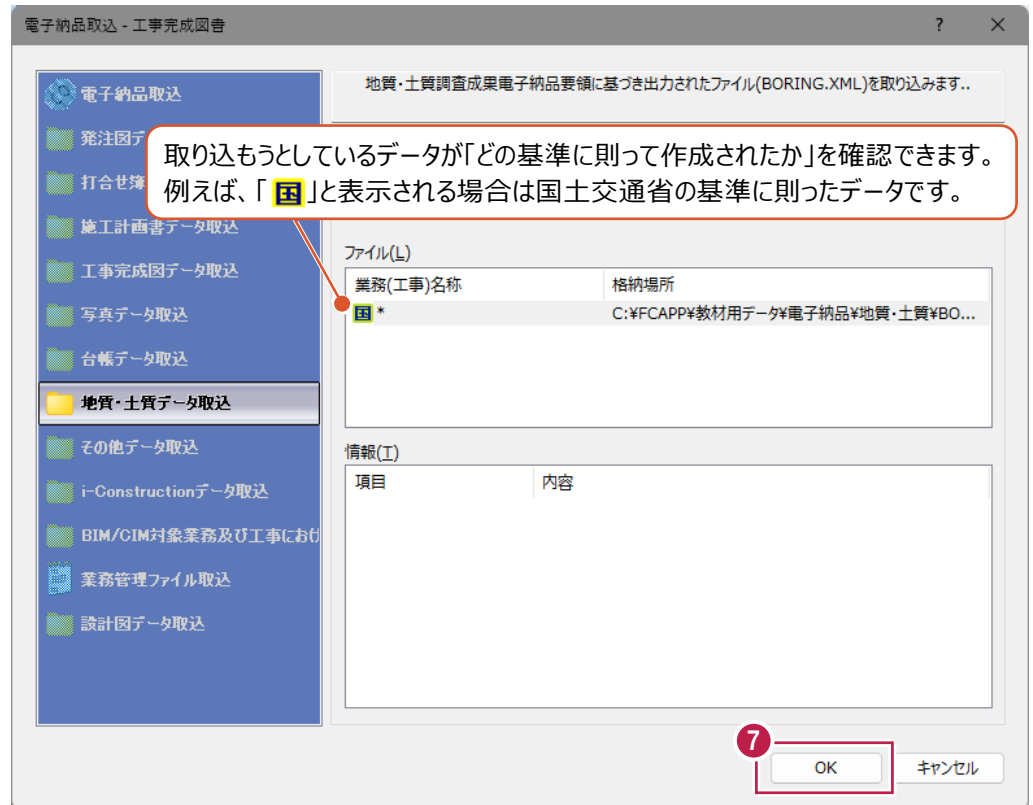 電子納品取込 - 工事完成図書
?
電子納品取込
地質・土質調査成果電子納品要領に基づき出力されたファイル(BORING.XML)を取り込みます..
発注図デ
取り込もうとしているデータが「どの基準に則って作成されたか」を確認できます。
例えば、「国」と表示される場合は国土交通省の基準に則ったデータです。
打合せ簿
施工計画書データ取込
工事完成図データ取込
写真データ取込
台帳データ取込
地質・土質データ取込
その他データ取込
i-Constructionデータ取込
BIM/CIM対象業務及び工事におけ
業務管理ファイル取込
設計図データ取込
ファイル(L)
業務(工事)名称 格納場所
国 * C:¥FCAPP¥教材用データ¥電子納品¥地質・土質¥BO...
情報(T)
項目 内容
7
OK キャンセル